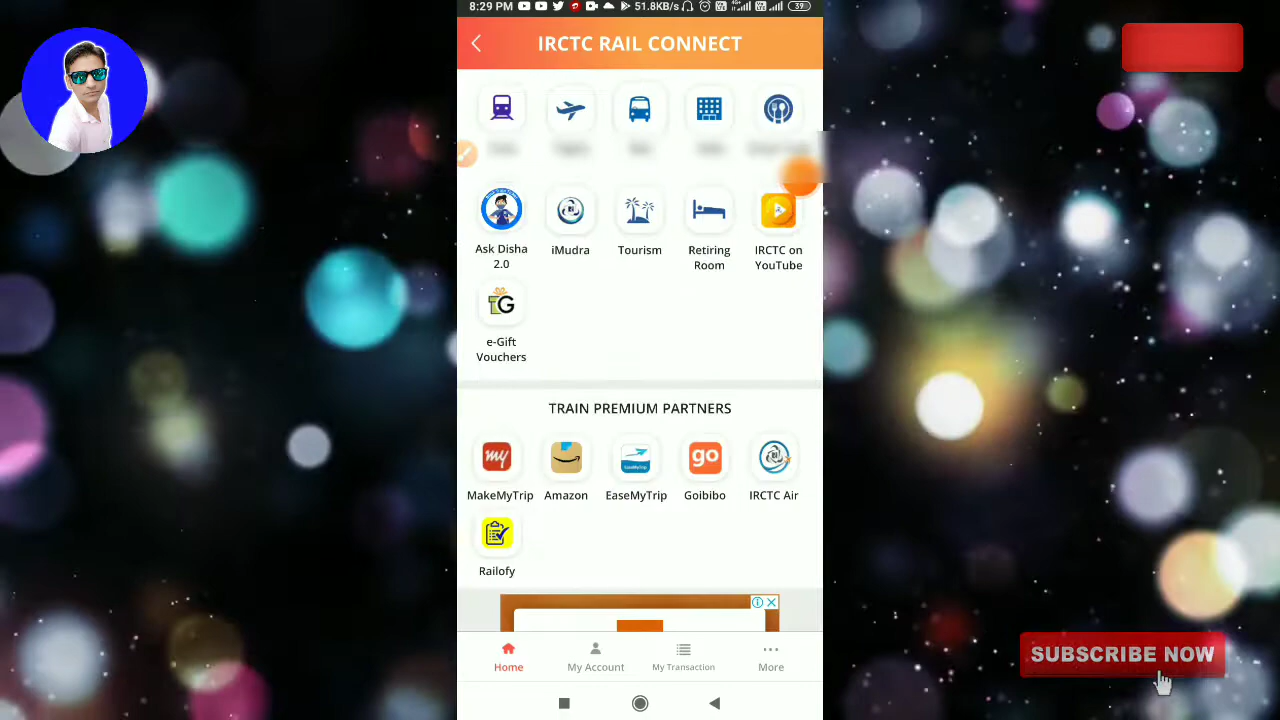 8:29 PM 51.8KB/s 39
IRCTC RAIL CONNECT
Ask Disha 2.0
iMudra
Tourism
Retiring Room
IRCTC on YouTube
e-Gift Vouchers
TRAIN PREMIUM PARTNERS
my
go
MakeMyTrip
Amazon
EaseMyTrip
Goibibo
IRCTC Air
Railofy
Home
My Account
My Transaction
More
SUBSCRIBE NOW